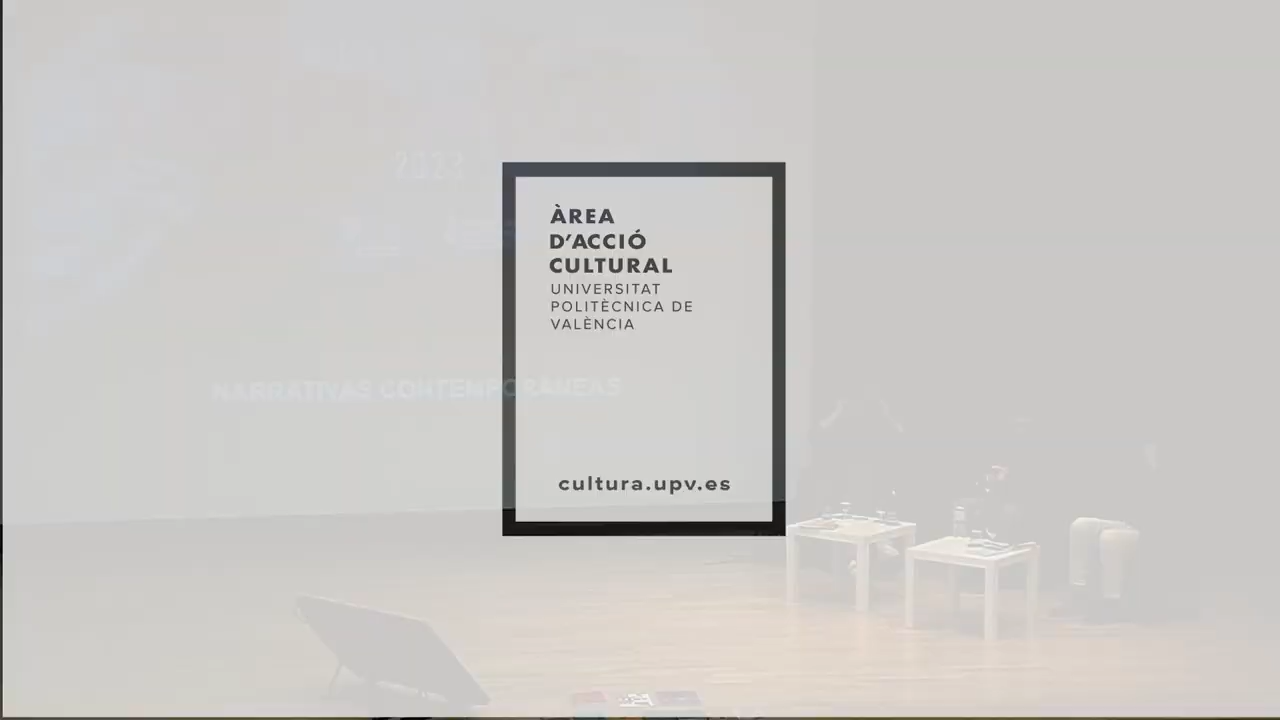 2022
ÀREA
D'ACCIÓ
CULTURAL
UNIVERSITAT
POLITÈCNICA DE
VALÈNCIA
NARRATIVAS CONTEMPORÁNEAS
cultura.upv.es